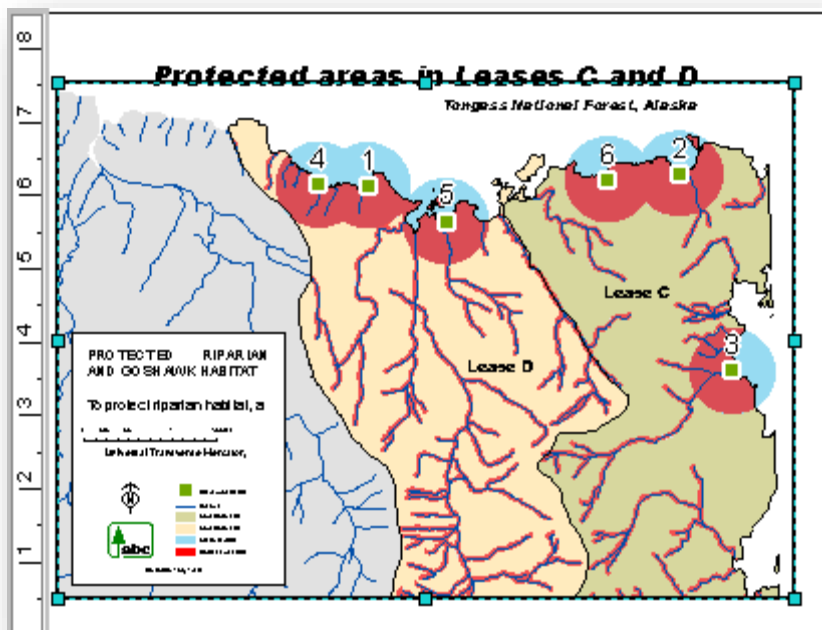 Protected areas in Leases C and D
Tongass National Forest, Alaska
8
7
6
5
4
3
2
1
4
1
5
6
2
3
Lease C
Lease D
PROTECTED RIPARIAN
AND GOSHAWK HABITAT
To protect riparian habitat, a
Universal Transverse Mercator,
N
abc